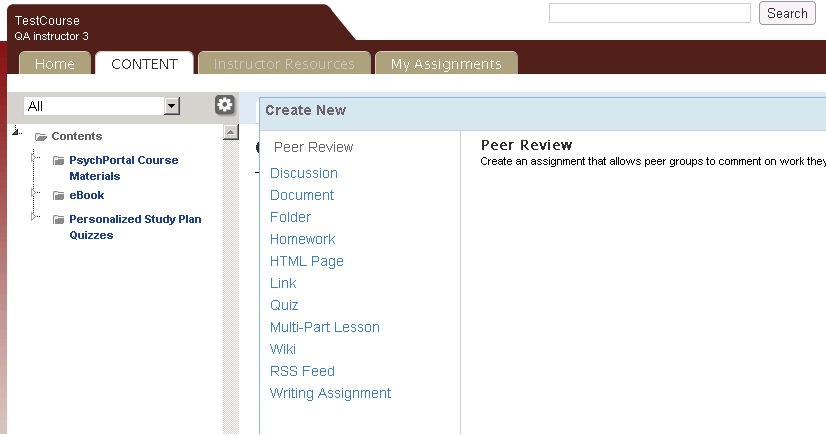 TestCourse
QA instructor 3
Search
Home
CONTENT
Instructor Resources
My Assignments
All
Contents
PsychPortal Course
Materials
eBook
Personalized Study Plan
Quizzes
Create New
Peer Review
Discussion
Document
Folder
Homework
HTML Page
Link
Quiz
Multi-Part Lesson
Wiki
RSS Feed
Writing Assignment
Peer Review
Create an assignment that allows peer groups to comment on work they